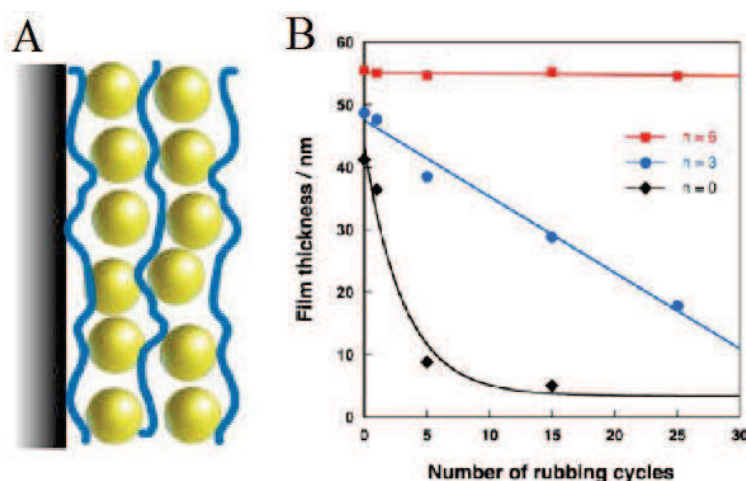 A
B
60
50
40
30
20
10
0
Film thickness / nm
n = 6
n = 3
n = 0
0 5 10 15 20 25 30
Number of rubbing cycles